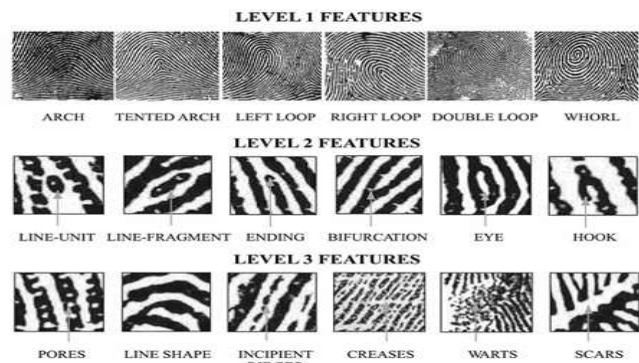 LEVEL 1 FEATURES
ARCH TENTED ARCH LEFT LOOP RIGHT LOOP DOUBLE LOOP WHORL
LEVEL 2 FEATURES
LINE-UNIT LINE-FRAGMENT ENDING BIFURCATION EYE HOOK
LEVEL 3 FEATURES
PORES LINE SHAPE INCIPIENT CREASES WARTS SCARS